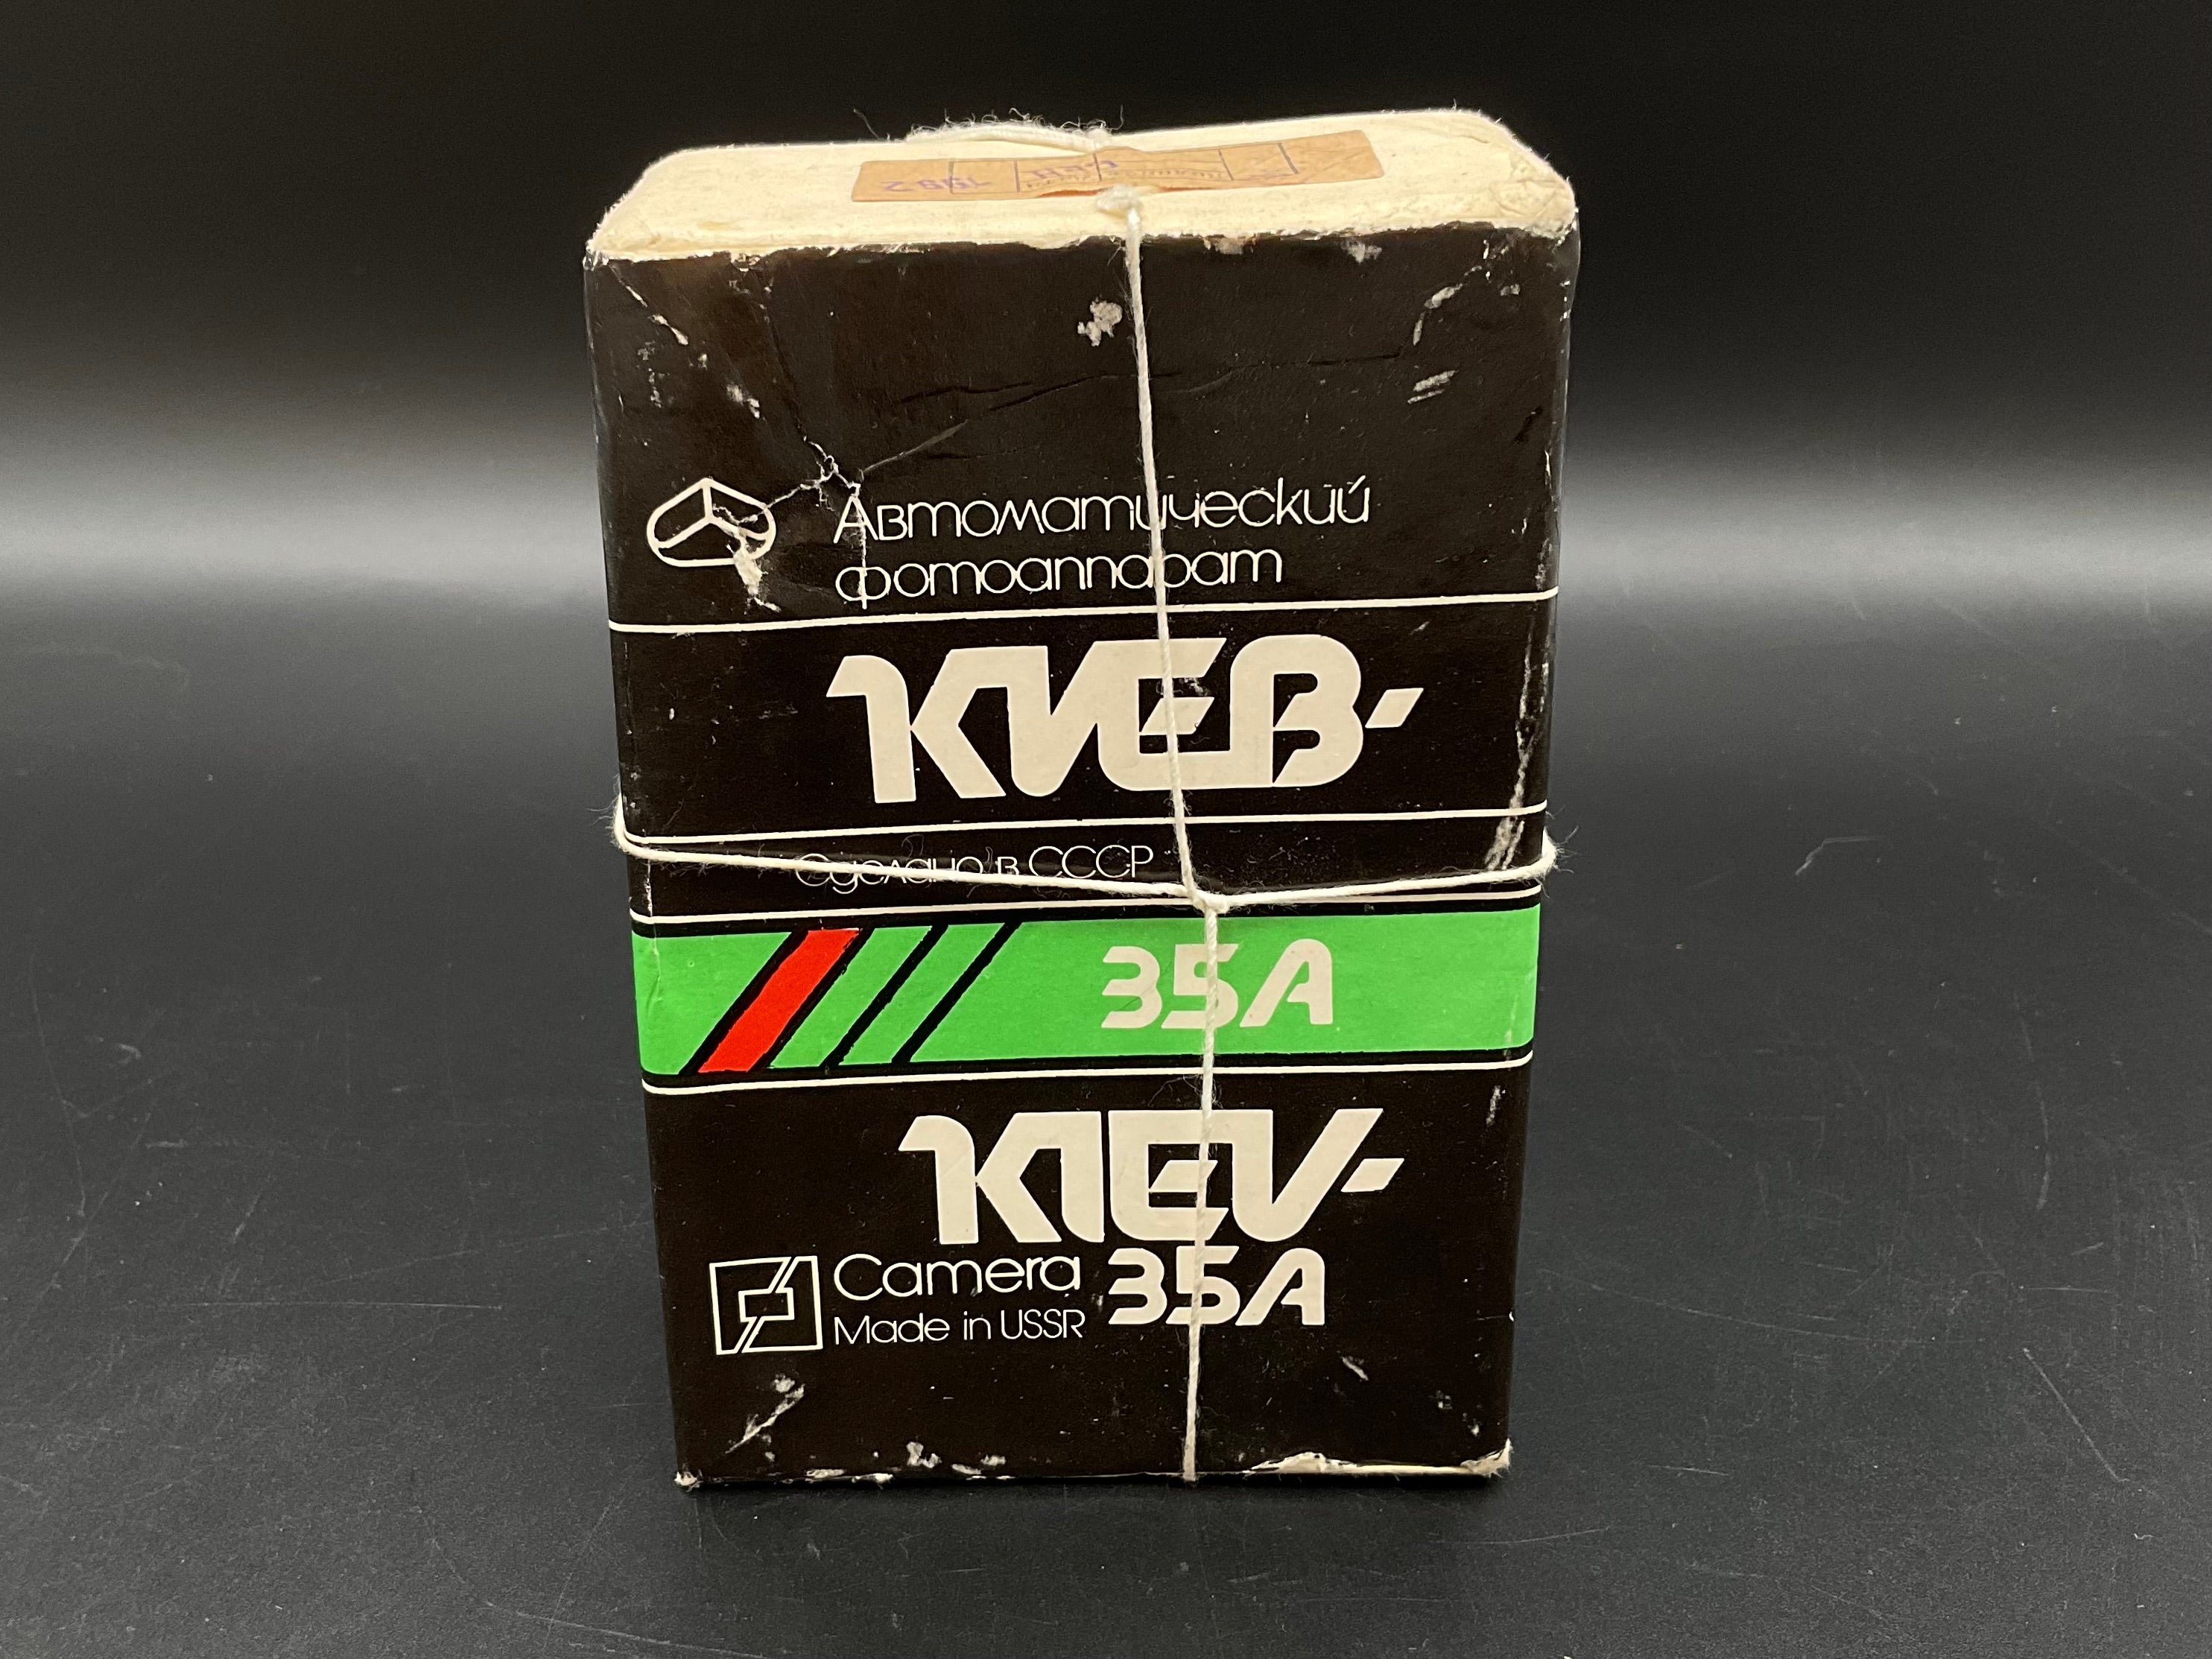 Автоматический
фотоаппарат
КИЕВ-
Сделано в СССР
35А
KIEV-
35A
Camera
Made in USSR